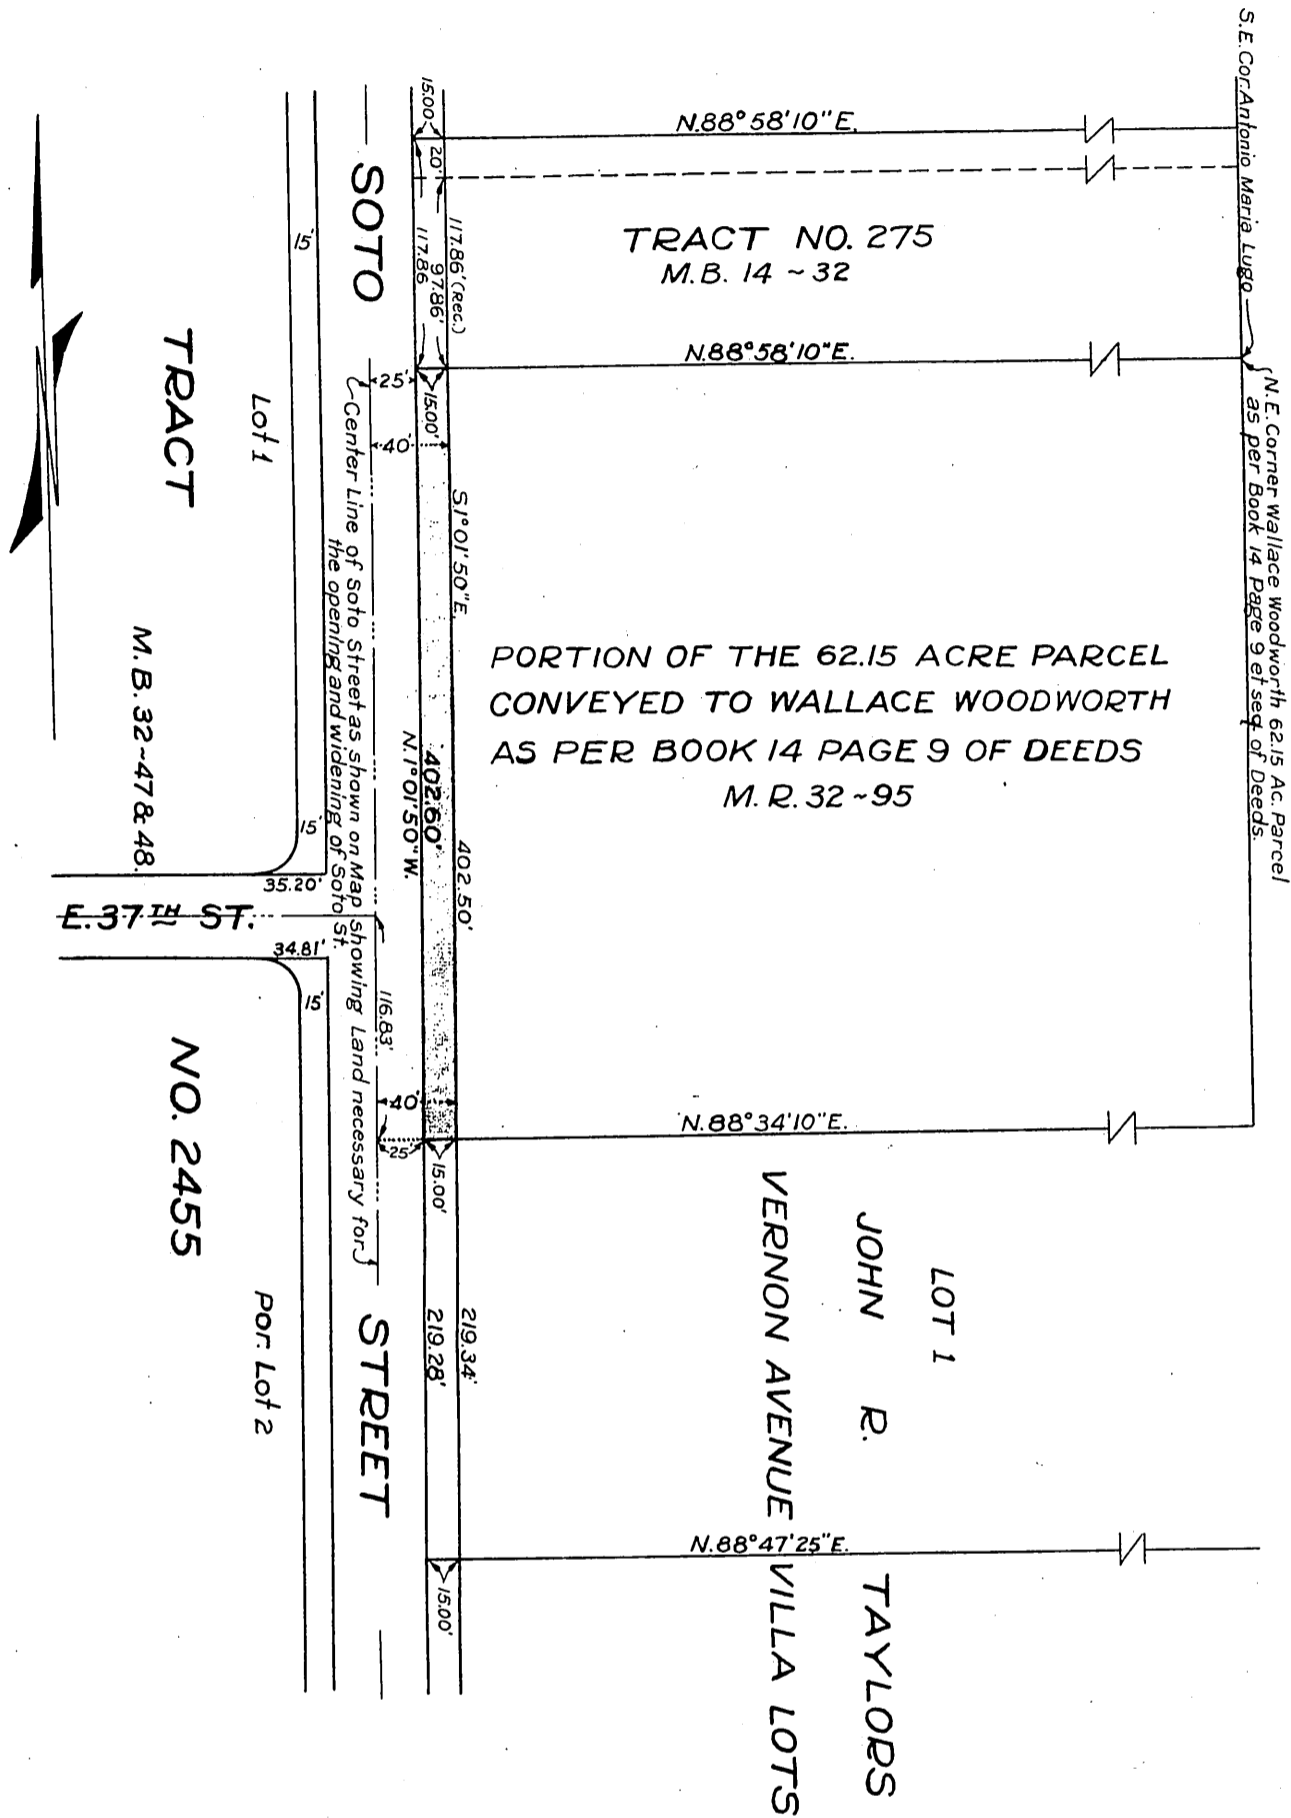 S.E. Cor. Antonio Maria Lugo
N.E. Corner Wallace Woodworth 62.15 Ac. Parcel
as per Book 14 Page 9 et seq. of Deeds.
N.88°58'10"E.
15.00'
20'
117.86' (Rec.)
97.86'
117.86
TRACT NO. 275
M.B. 14 ~ 32
N.88°58'10"E.
25'
15.00'
40'
SOTO
15'
Lot 1
TRACT
M.B. 32~47 & 48.
Center Line of Soto Street as shown on Map showing Land necessary for
the opening and widening of Soto St.
S.1°01'50"E.
402.50'
402.60'
N.1°01'50"W.
PORTION OF THE 62.15 ACRE PARCEL
CONVEYED TO WALLACE WOODWORTH
AS PER BOOK 14 PAGE 9 OF DEEDS
M.R. 32~95
15'
35.20'
E. 37TH ST.
34.81'
15'
116.83'
40'
25'
15.00'
N.88°34'10"E.
NO. 2455
Por. Lot 2
STREET
219.34'
219.28'
LOT 1
JOHN R. TAYLORS
VERNON AVENUE VILLA LOTS
N.88°47'25"E.
15.00'